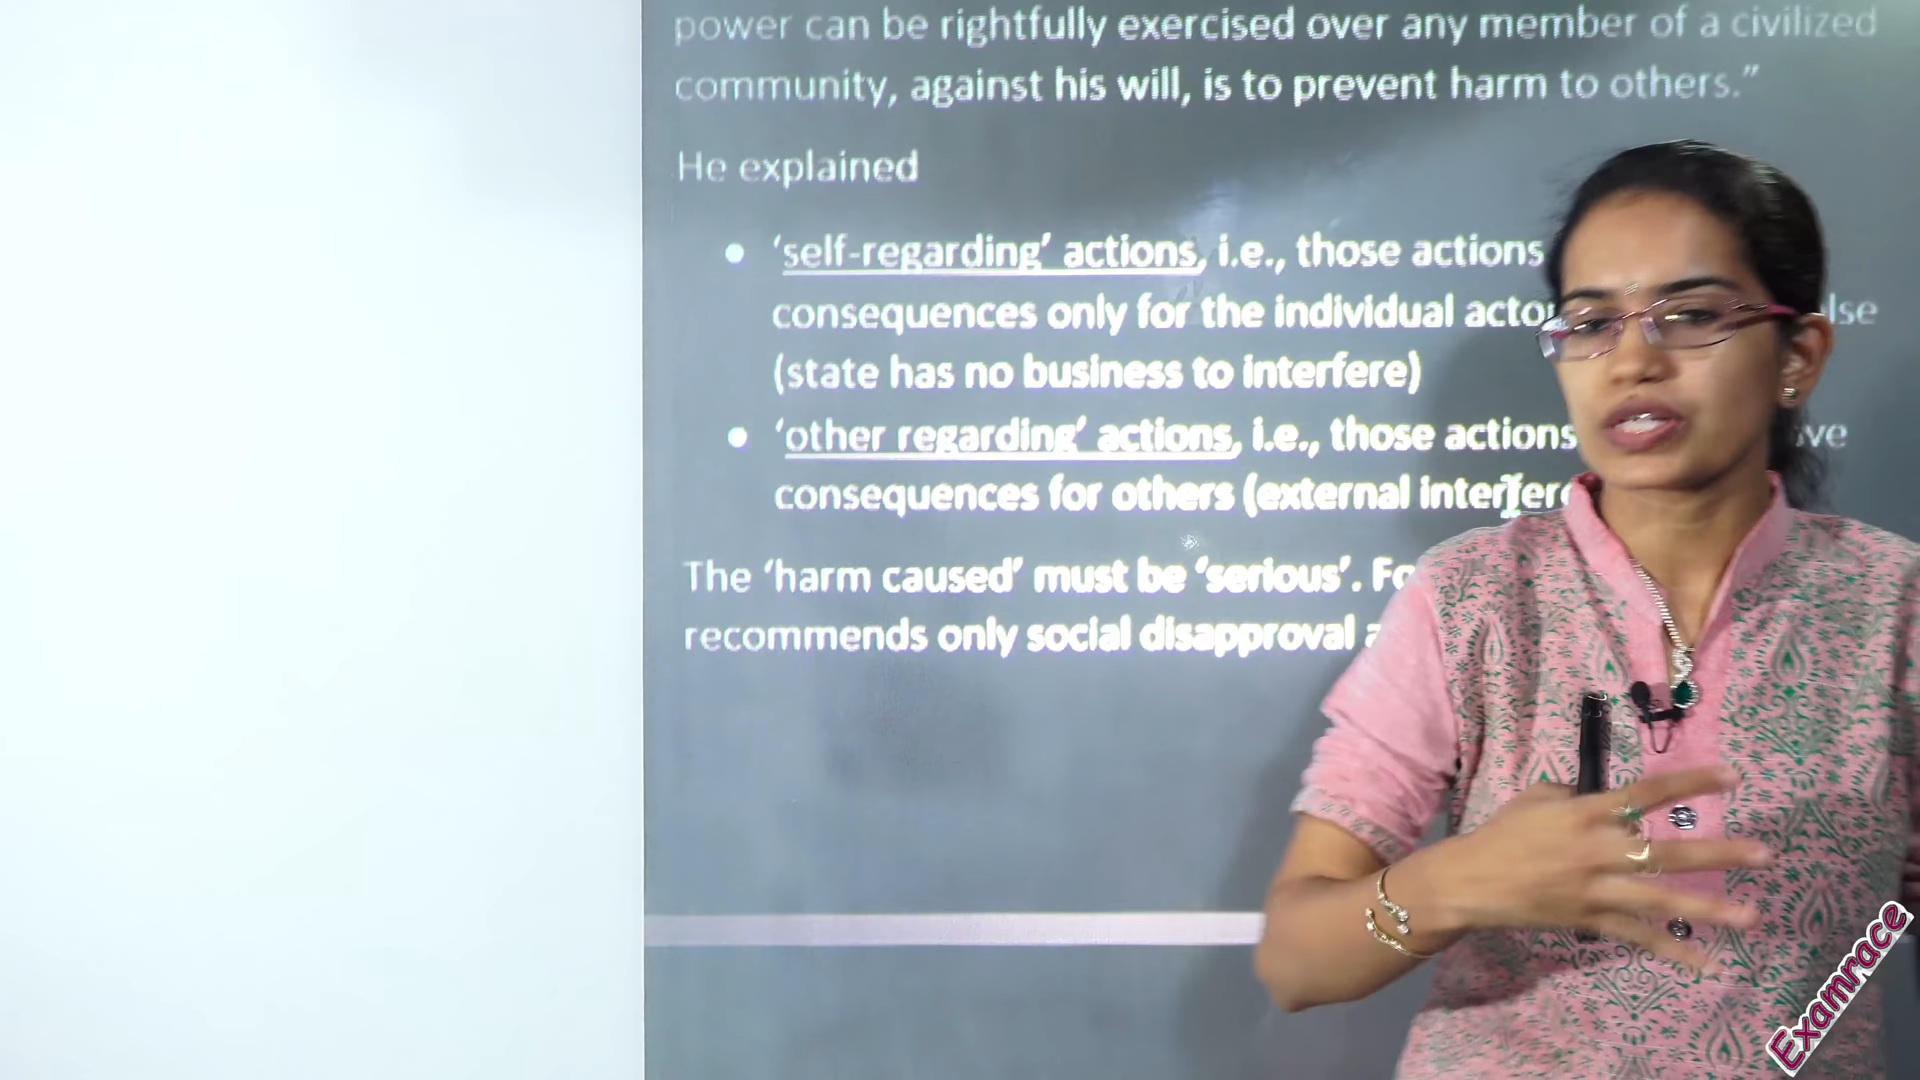 power can be rightfully exercised over any member of a civilized
community, against his will, is to prevent harm to others.”
He explained
• ‘self-regarding’ actions, i.e., those actions
consequences only for the individual
(state has no business to interfere)
• ‘other regarding’ actions, i.e., those actions
consequences for others (external
The ‘harm caused’ must be ‘serious’.
recommends only social disapproval
Examrace